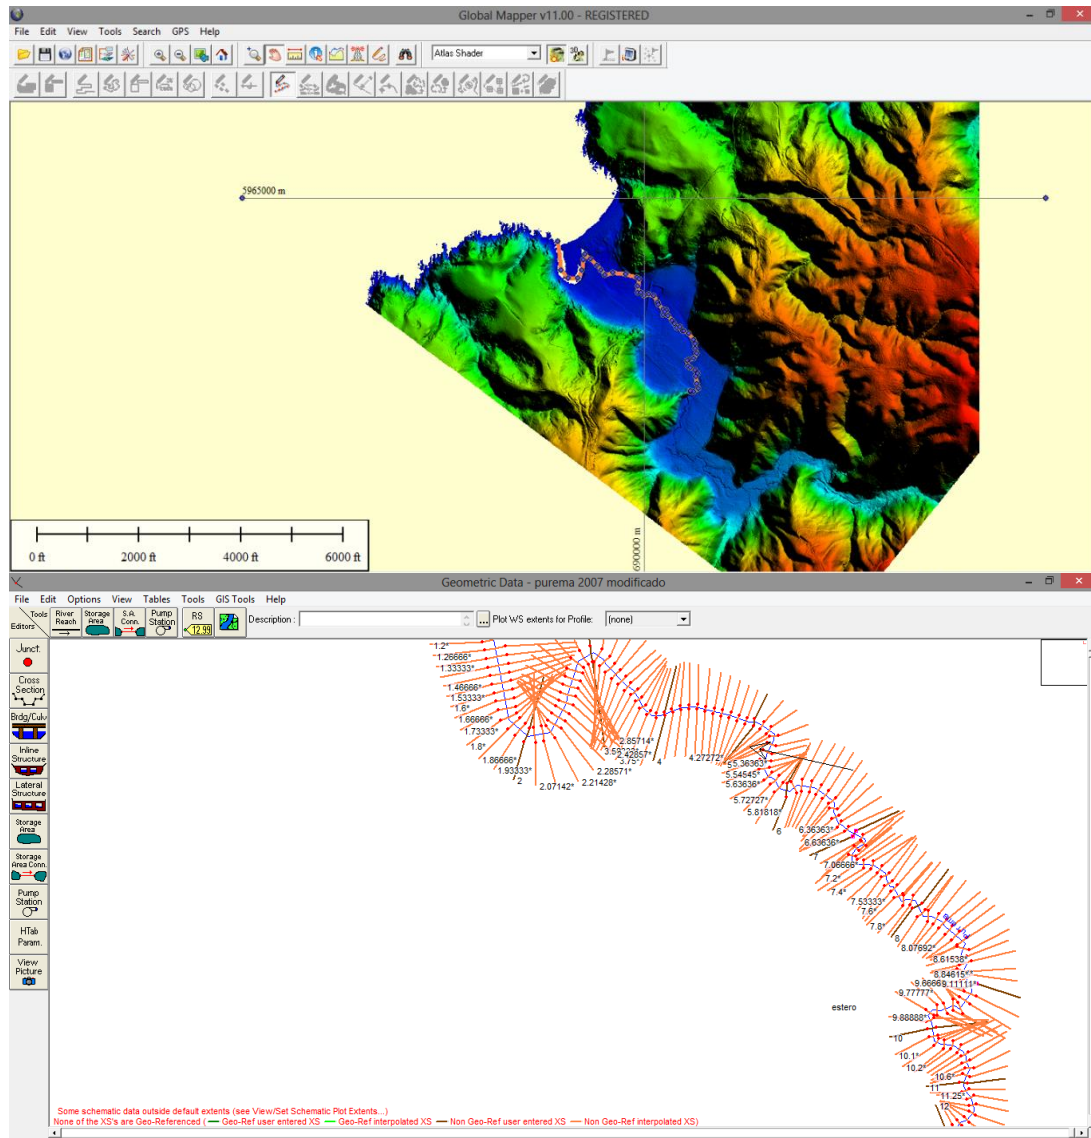 Global Mapper v11.00 - REGISTERED
File Edit View Tools Search GPS Help
Atlas Shader
3D
5965000 m
690000 m
0 ft 2000 ft 4000 ft 6000 ft
Geometric Data - purema 2007 modificado
File Edit Options View Tables Tools GIS Tools Help
Tools
Editors
River Reach
Storage Area
S.A. Conn.
Pump Station
RS
12.99
Description :
...
Plot WS extents for Profile:
(none)
Junct.
Cross Section
Brdg/Culv
Inline Structure
Lateral Structure
Storage Area
Storage Area Conn.
Pump Station
HTab Param.
View Picture
1.2*
1.26666*
1.33333*
1.46666*
1.53333*
1.6*
1.66666*
1.73333*
1.8*
1.86666*
1.93333*
2
2.07142*
2.21428*
2.28571*
2.85714*
2.42857*
3.75*
4
4.27272*
5
5.36363*
5.54545*
5.63636*
5.72727*
5.81818*
6
6.36363*
6.63636*
7
7.06666*
7.2*
7.4*
7.53333*
7.6*
7.8*
8
8.07692*
8.61538*
8.84615*
9.11111*
9.77777*
9.88888*
estero
10
10.1*
10.2*
10.6*
11
11.25*
12
Some schematic data outside default extents (see View/Set Schematic Plot Extents...)
None of the XS's are Geo-Referenced ( — Geo-Ref user entered XS — Geo-Ref interpolated XS — Non Geo-Ref user entered XS — Non Geo-Ref interpolated XS)